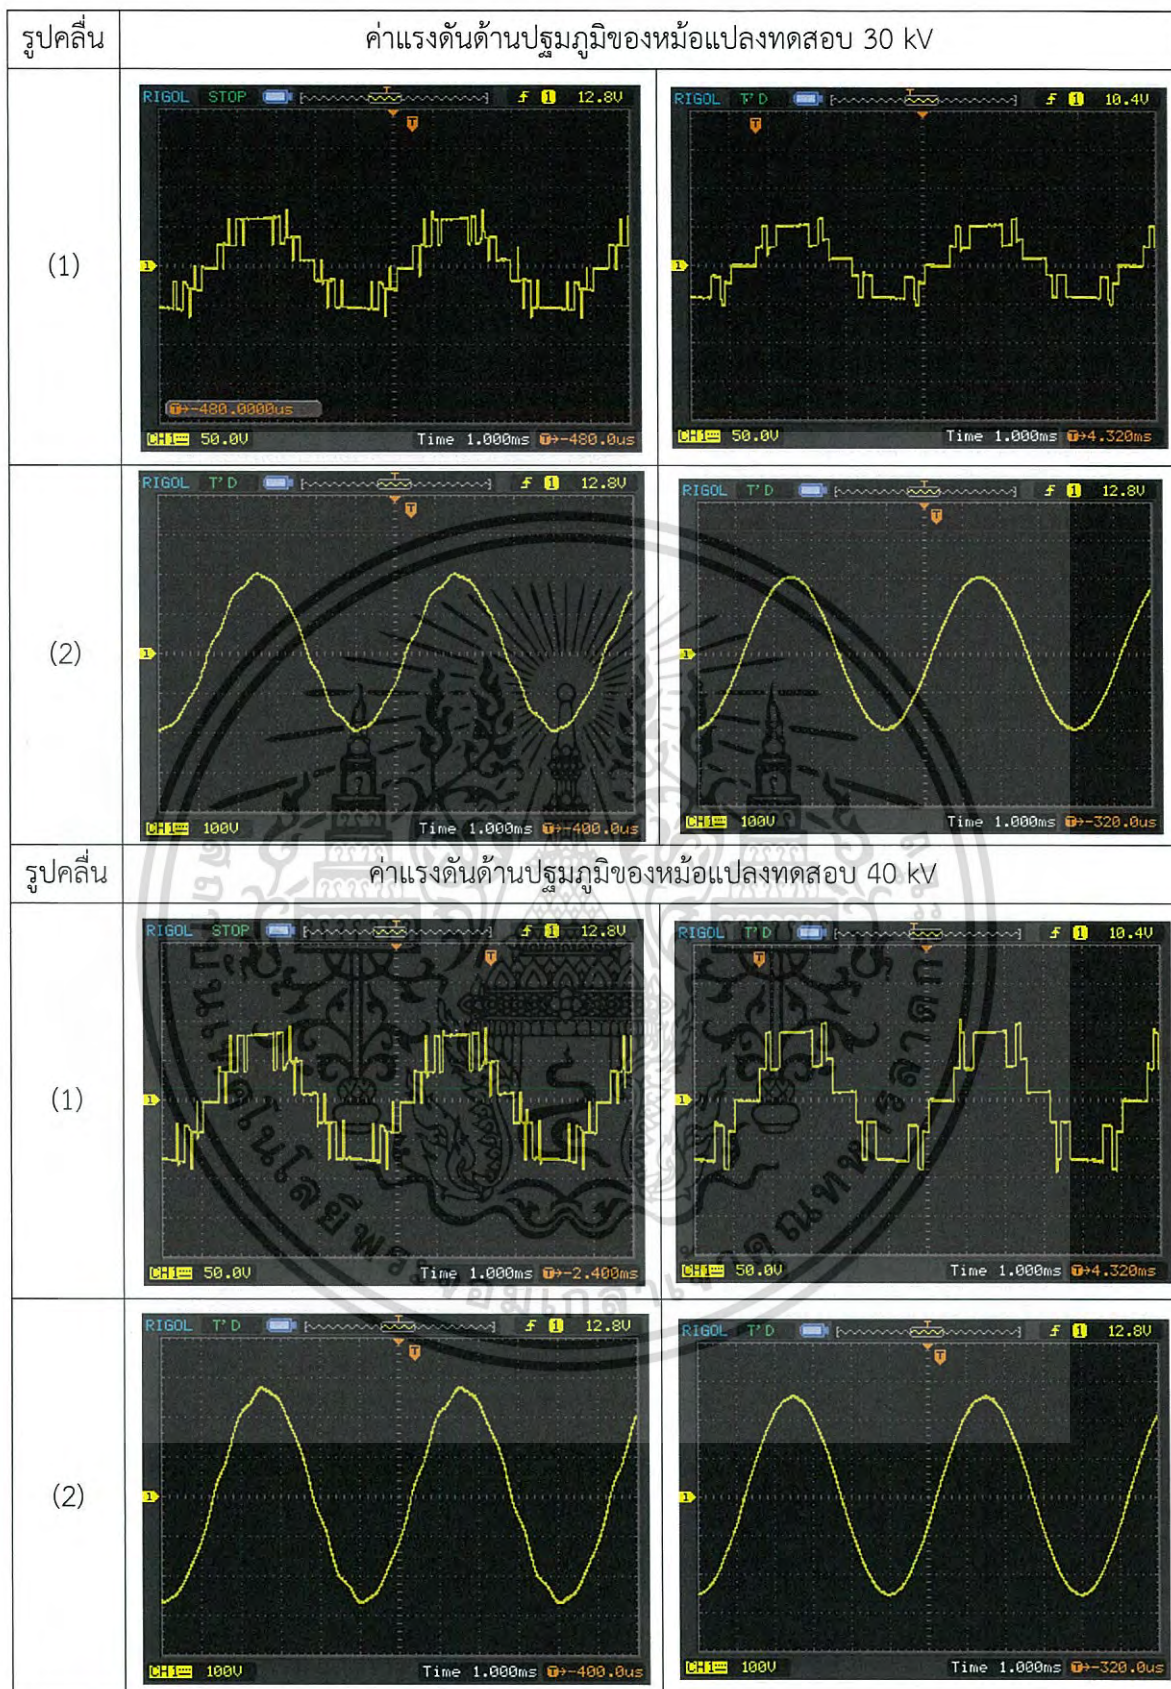 รูปคลื่น
ค่าแรงดันด้านปฐมภูมิของหม้อแปลงทดสอบ 30 kV
(1)
RIGOL STOP 1 12.8V
-480.0000us
CH1 50.0V Time 1.000ms -480.0us
RIGOL T'D 1 10.4V
CH1 50.0V Time 1.000ms 4.320ms
(2)
RIGOL T'D 1 12.8V
CH1 100V Time 1.000ms -400.0us
RIGOL T'D 1 12.8V
CH1 100V Time 1.000ms -320.0us
รูปคลื่น
ค่าแรงดันด้านปฐมภูมิของหม้อแปลงทดสอบ 40 kV
(1)
RIGOL STOP 1 12.8V
CH1 50.0V Time 1.000ms -2.400ms
RIGOL T'D 1 10.4V
CH1 50.0V Time 1.000ms 4.320ms
(2)
RIGOL T'D 1 12.8V
CH1 100V Time 1.000ms -400.0us
RIGOL T'D 1 12.8V
CH1 100V Time 1.000ms -320.0us